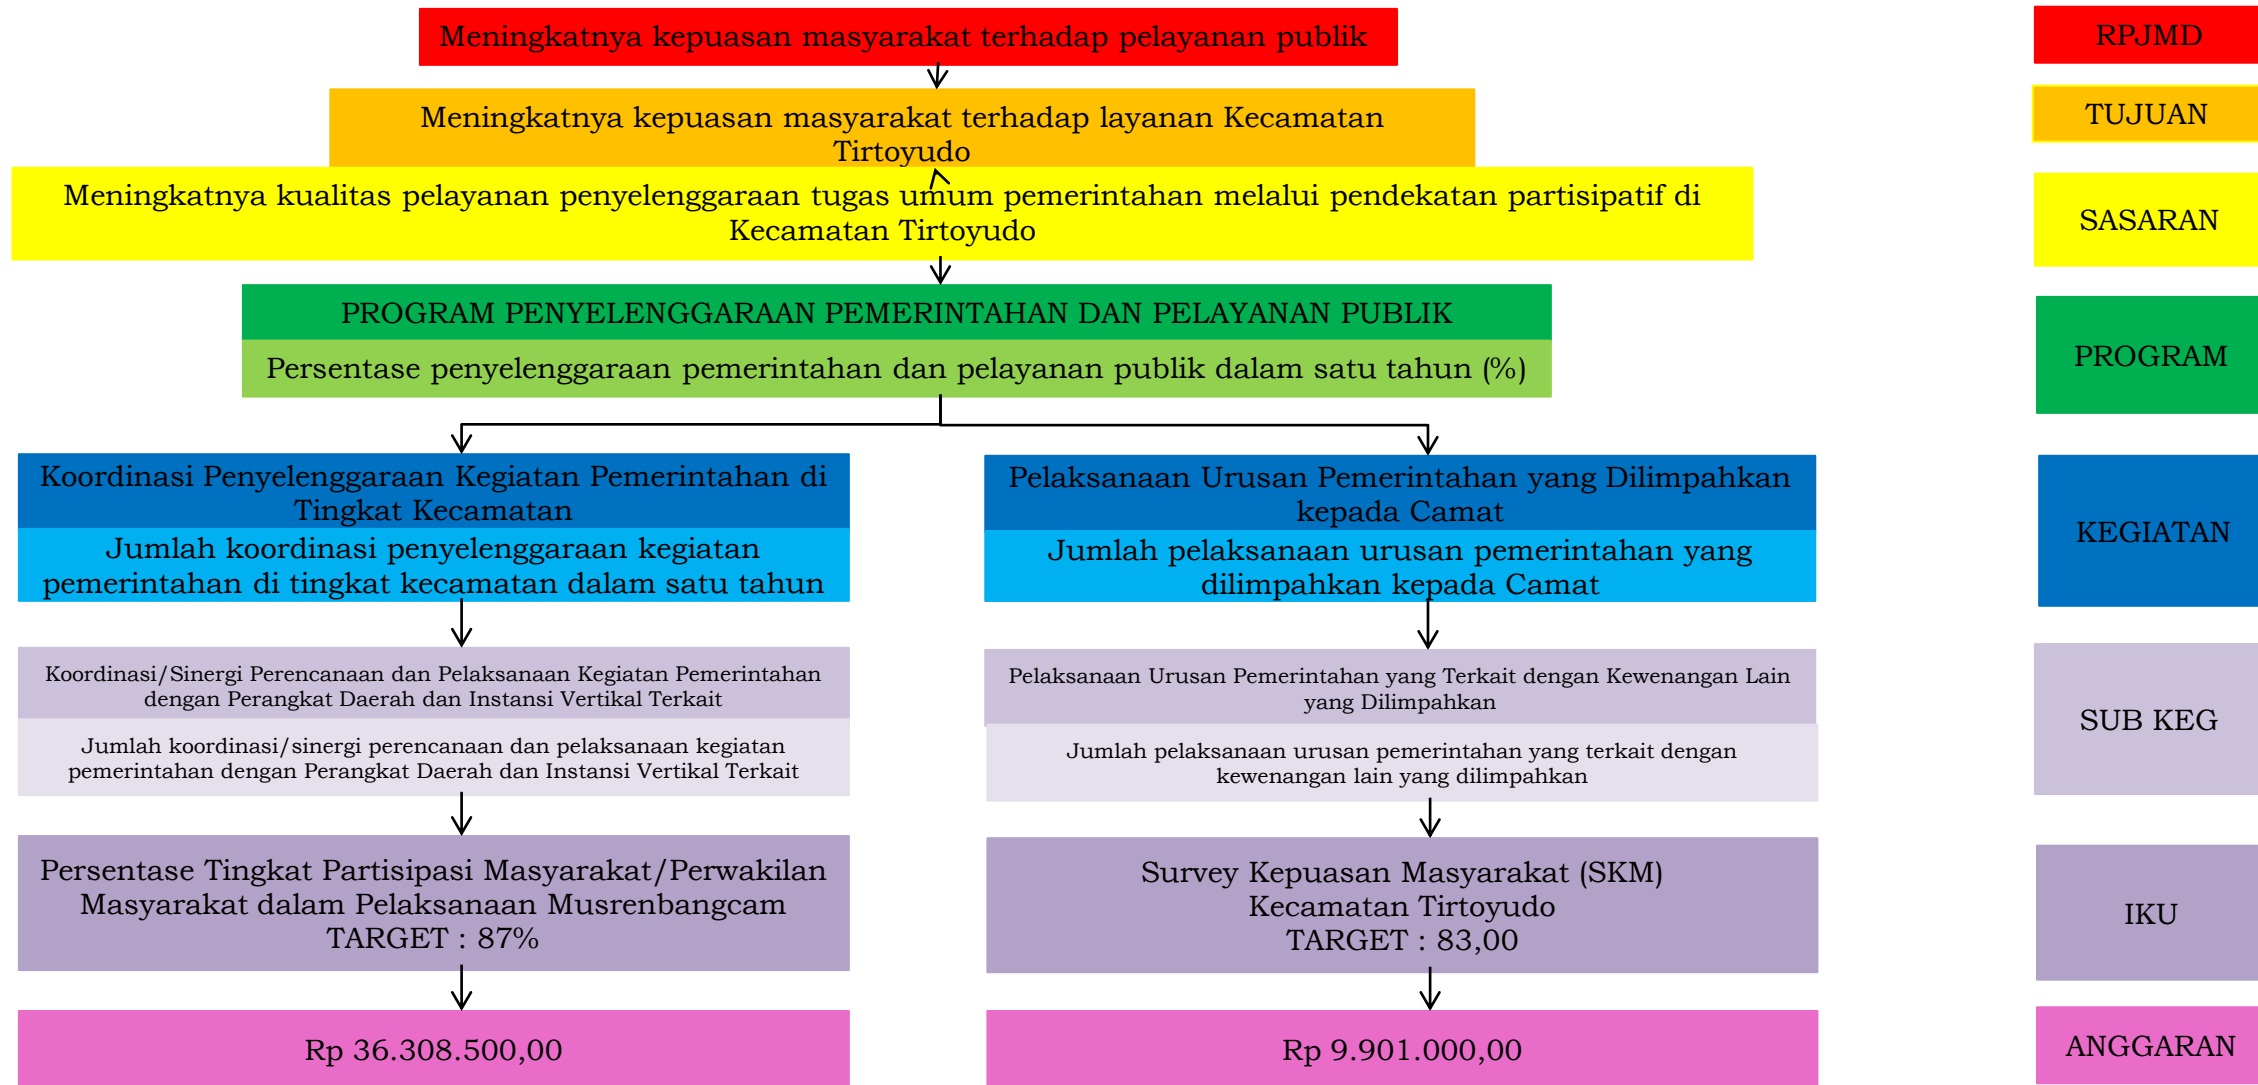 Meningkatnya kepuasan masyarakat terhadap pelayanan publik
RPJMD
Meningkatnya kepuasan masyarakat terhadap layanan Kecamatan
Tirtoyudo
TUJUAN
Meningkatnya kualitas pelayanan penyelenggaraan tugas umum pemerintahan melalui pendekatan partisipatif di
Kecamatan Tirtoyudo
SASARAN
PROGRAM PENYELENGGARAAN PEMERINTAHAN DAN PELAYANAN PUBLIK
Persentase penyelenggaraan pemerintahan dan pelayanan publik dalam satu tahun (%)
PROGRAM
Koordinasi Penyelenggaraan Kegiatan Pemerintahan di
Tingkat Kecamatan
Jumlah koordinasi penyelenggaraan kegiatan
pemerintahan di tingkat kecamatan dalam satu tahun
Pelaksanaan Urusan Pemerintahan yang Dilimpahkan
kepada Camat
Jumlah pelaksanaan urusan pemerintahan yang
dilimpahkan kepada Camat
KEGIATAN
Koordinasi/Sinergi Perencanaan dan Pelaksanaan Kegiatan Pemerintahan
dengan Perangkat Daerah dan Instansi Vertikal Terkait
Jumlah koordinasi/sinergi perencanaan dan pelaksanaan kegiatan
pemerintahan dengan Perangkat Daerah dan Instansi Vertikal Terkait
Pelaksanaan Urusan Pemerintahan yang Terkait dengan Kewenangan Lain
yang Dilimpahkan
Jumlah pelaksanaan urusan pemerintahan yang terkait dengan
kewenangan lain yang dilimpahkan
SUB KEG
Persentase Tingkat Partisipasi Masyarakat/Perwakilan
Masyarakat dalam Pelaksanaan Musrenbangcam
TARGET : 87%
Survey Kepuasan Masyarakat (SKM)
Kecamatan Tirtoyudo
TARGET : 83,00
IKU
Rp 36.308.500,00
Rp 9.901.000,00
ANGGARAN